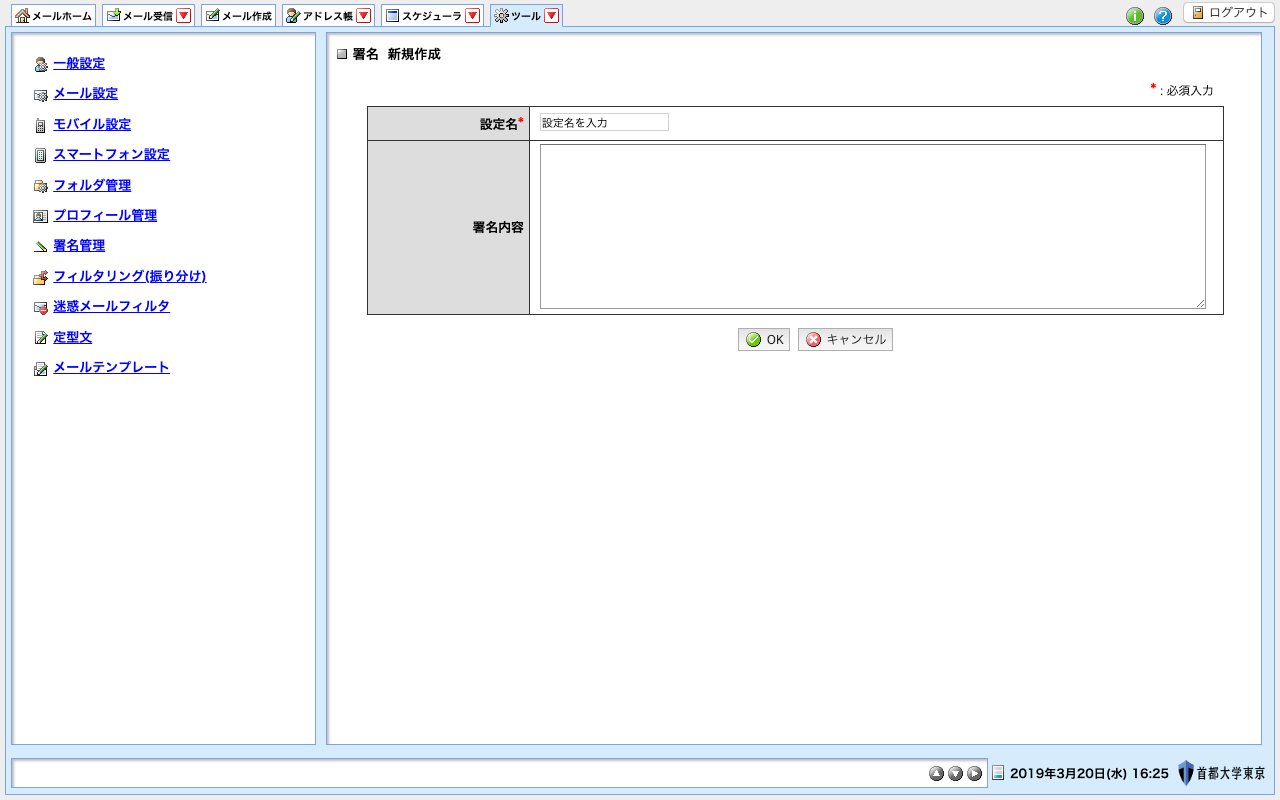 メールホーム メール受信 メール作成 アドレス帳 スケジューラ ツール ログアウト
一般設定
メール設定
モバイル設定
スマートフォン設定
フォルダ管理
プロフィール管理
署名管理
フィルタリング(振り分け)
迷惑メールフィルタ
定型文
メールテンプレート
署名 新規作成
* : 必須入力
設定名* 設定名を入力
署名内容
OK キャンセル
2019年3月20日(水) 16:25 首都大学東京